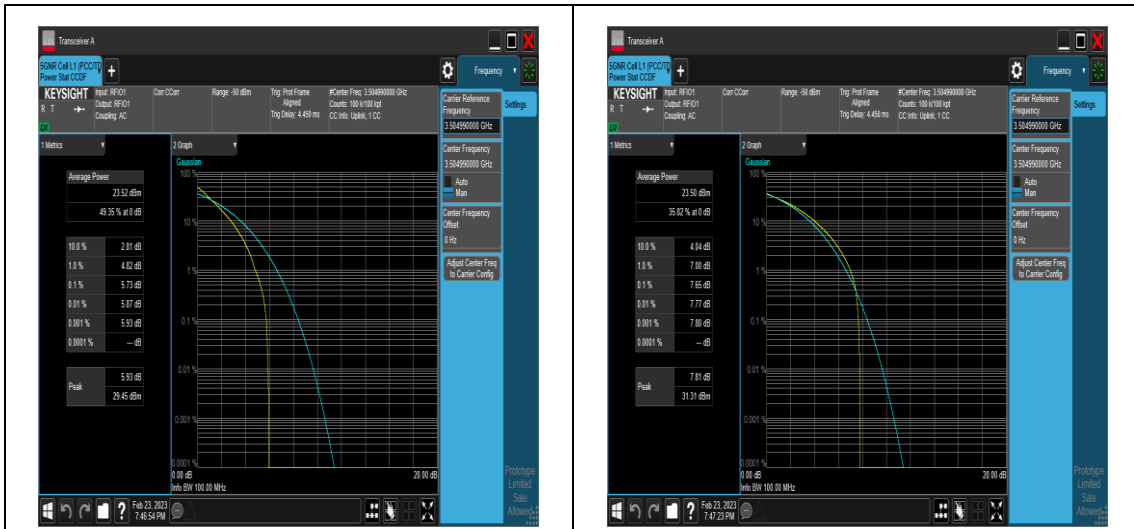 Transceiver A
5GNR Cell L1 (PCC/TD
Power Stat CCDF
Frequency
KEYSIGHT
R T
LV
Input: RFIO1
Output: RFIO1
Coupling: AC
Corr CCorr
Range: -50 dBm
Trig: Prot Frame
Aligned
Trig Delay: 4.450 ms
#Center Freq: 3.504990000 GHz
Counts: 100 k/100 kpt
CC Info: Uplink, 1 CC
Carrier Reference
Frequency
3.504990000 GHz
Settings
1 Metrics
2 Graph
Center Frequency
3.504990000 GHz
Auto
Man
Center Frequency
Offset
0 Hz
Adjust Center Freq
to Carrier Config
Average Power
23.52 dBm
49.35 % at 0 dB
10.0 % 2.81 dB
1.0 % 4.82 dB
0.1 % 5.73 dB
0.01 % 5.87 dB
0.001 % 5.93 dB
0.0001 % --- dB
Peak
5.93 dB
29.45 dBm
Gaussian
100 %
10 %
1 %
0.1 %
0.01 %
0.001 %
0.0001 %
0.00 dB
20.00 dB
Info BW 100.00 MHz
Prototype
Limited
Sale
Allowed
Feb 23, 2023
7:46:54 PM
Transceiver A
5GNR Cell L1 (PCC/TD
Power Stat CCDF
Frequency
KEYSIGHT
R T
LV
Input: RFIO1
Output: RFIO1
Coupling: AC
Corr CCorr
Range: -50 dBm
Trig: Prot Frame
Aligned
Trig Delay: 4.450 ms
#Center Freq: 3.504990000 GHz
Counts: 100 k/100 kpt
CC Info: Uplink, 1 CC
Carrier Reference
Frequency
3.504990000 GHz
Settings
1 Metrics
2 Graph
Center Frequency
3.504990000 GHz
Auto
Man
Center Frequency
Offset
0 Hz
Adjust Center Freq
to Carrier Config
Average Power
23.50 dBm
35.82 % at 0 dB
10.0 % 4.04 dB
1.0 % 7.00 dB
0.1 % 7.65 dB
0.01 % 7.77 dB
0.001 % 7.80 dB
0.0001 % --- dB
Peak
7.81 dB
31.31 dBm
Gaussian
100 %
10 %
1 %
0.1 %
0.01 %
0.001 %
0.0001 %
0.00 dB
20.00 dB
Info BW 100.00 MHz
Prototype
Limited
Sale
Allowed
Feb 23, 2023
7:47:23 PM